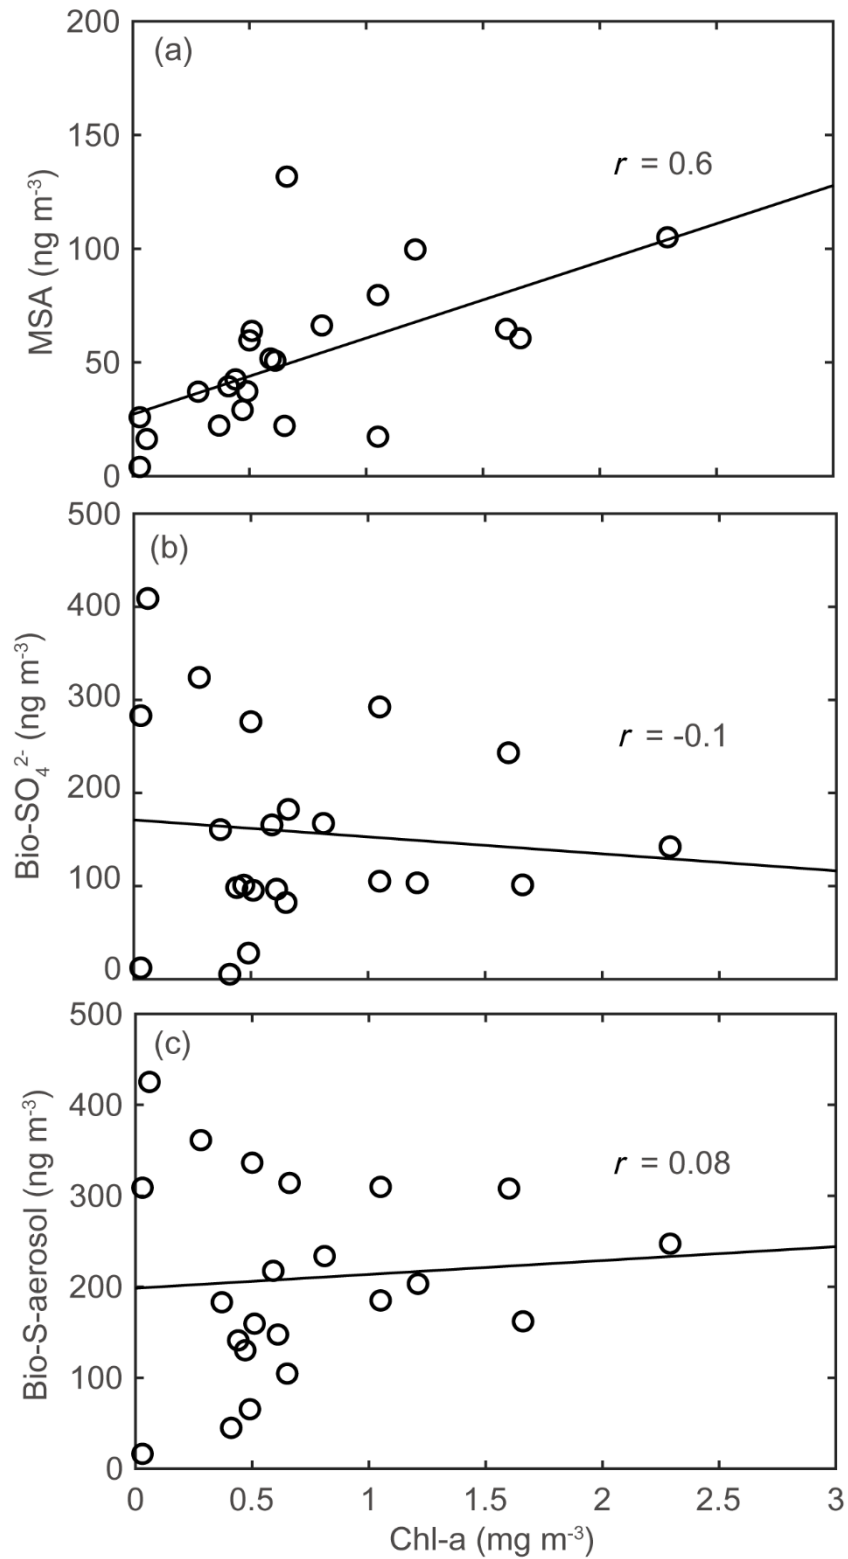 200
(a)
150
r = 0.6
MSA (ng m⁻³)
100
50
0
500
(b)
400
300
r = -0.1
Bio-SO₄²⁻ (ng m⁻³)
200
100
0
500
(c)
400
r = 0.08
300
Bio-S-aerosol (ng m⁻³)
200
100
0
0 0.5 1 1.5 2 2.5 3
Chl-a (mg m⁻³)